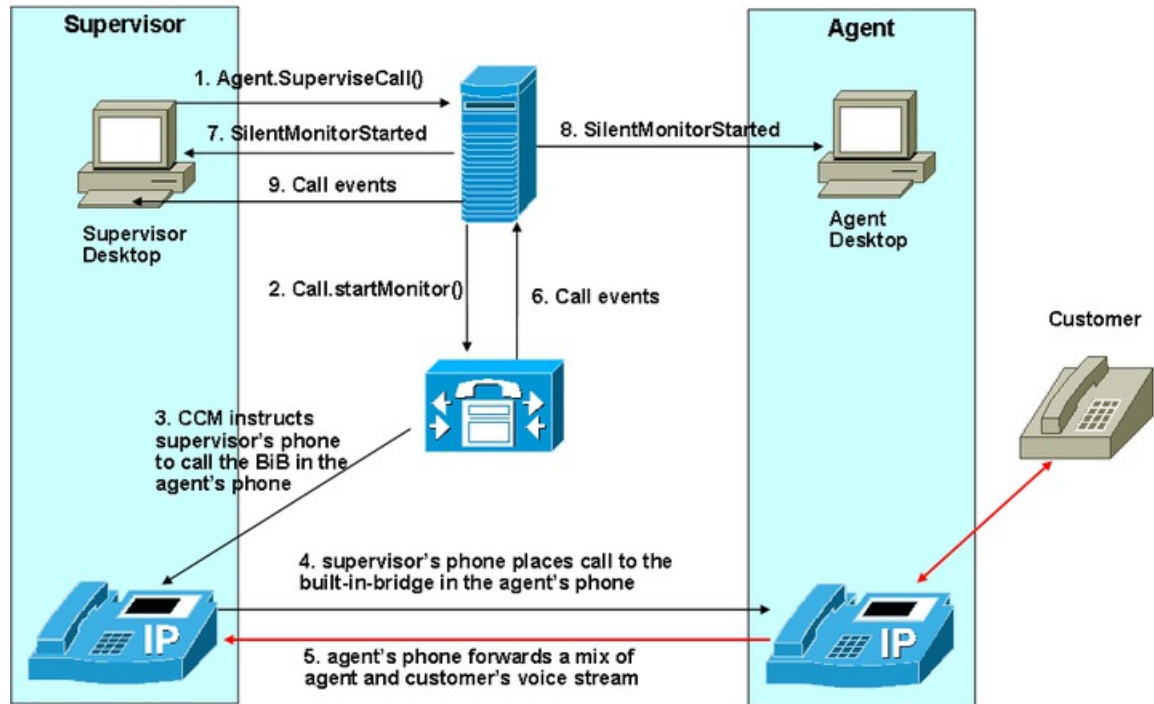 Supervisor
Agent
1. Agent.SuperviseCall()
7. SilentMonitorStarted
8. SilentMonitorStarted
9. Call events
Supervisor
Desktop
Agent
Desktop
2. Call.startMonitor()
6. Call events
Customer
3. CCM instructs
supervisor's phone
to call the BiB in the
agent's phone
4. supervisor's phone places call to the
built-in-bridge in the agent's phone
IP
IP
5. agent's phone forwards a mix of
agent and customer's voice stream